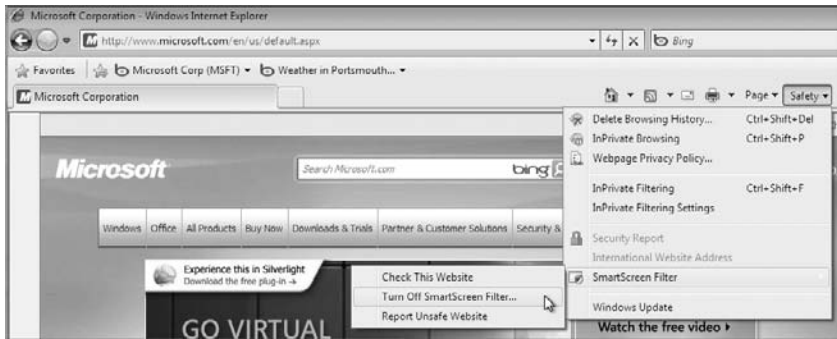 Microsoft Corporation - Windows Internet Explorer
http://www.microsoft.com/en/us/default.aspx
Bing
Favorites Microsoft Corp (MSFT) Weather in Portsmouth...
Microsoft Corporation
Page Safety
Delete Browsing History... Ctrl+Shift+Del
InPrivate Browsing Ctrl+Shift+P
Webpage Privacy Policy...
InPrivate Filtering Ctrl+Shift+F
InPrivate Filtering Settings
Security Report
International Website Address
SmartScreen Filter
Windows Update
Microsoft
Search Microsoft.com bing
Windows Office All Products Buy Now Downloads & Trials Partner & Customer Solutions Security &
Experience this in Silverlight
Download the free plug-in →
Check This Website
Turn Off SmartScreen Filter...
Report Unsafe Website
GO VIRTUAL
Watch the free video